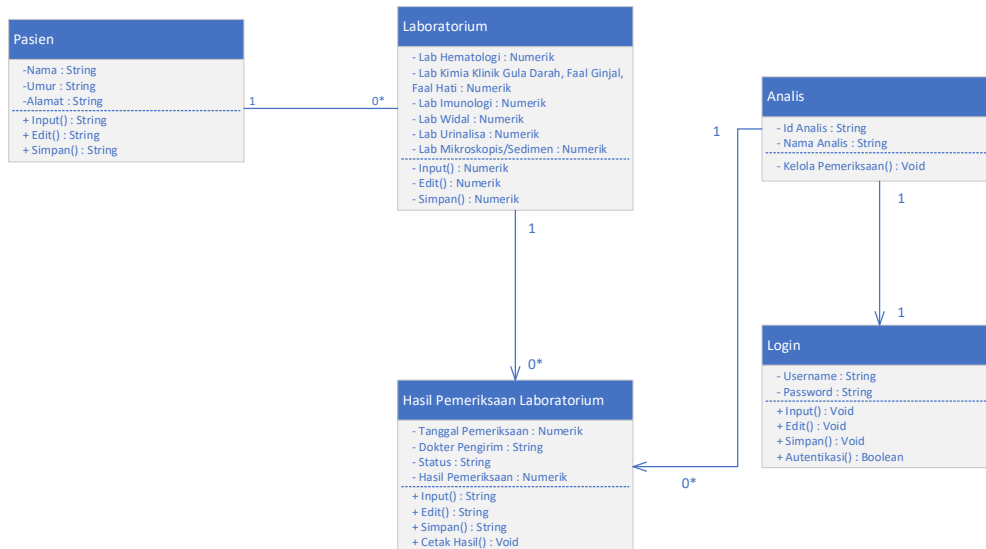 Pasien
-Nama : String
-Umur : String
-Alamat : String
+ Input() : String
+ Edit() : String
+ Simpan() : String
1
0*
Laboratorium
- Lab Hematologi : Numerik
- Lab Kimia Klinik Gula Darah, Faal Ginjal,
Faal Hati : Numerik
- Lab Imunologi : Numerik
- Lab Widal : Numerik
- Lab Urinalisa : Numerik
- Lab Mikroskopis/Sedimen : Numerik
- Input() : Numerik
- Edit() : Numerik
- Simpan() : Numerik
1
0*
Hasil Pemeriksaan Laboratorium
- Tanggal Pemeriksaan : Numerik
- Dokter Pengirim : String
- Status : String
- Hasil Pemeriksaan : Numerik
+ Input() : String
+ Edit() : String
+ Simpan() : String
+ Cetak Hasil() : Void
1
0*
Analis
- Id Analis : String
- Nama Analis : String
- Kelola Pemeriksaan() : Void
1
1
Login
- Username : String
- Password : String
+ Input() : Void
+ Edit() : Void
+ Simpan() : Void
+ Autentikasi() : Boolean